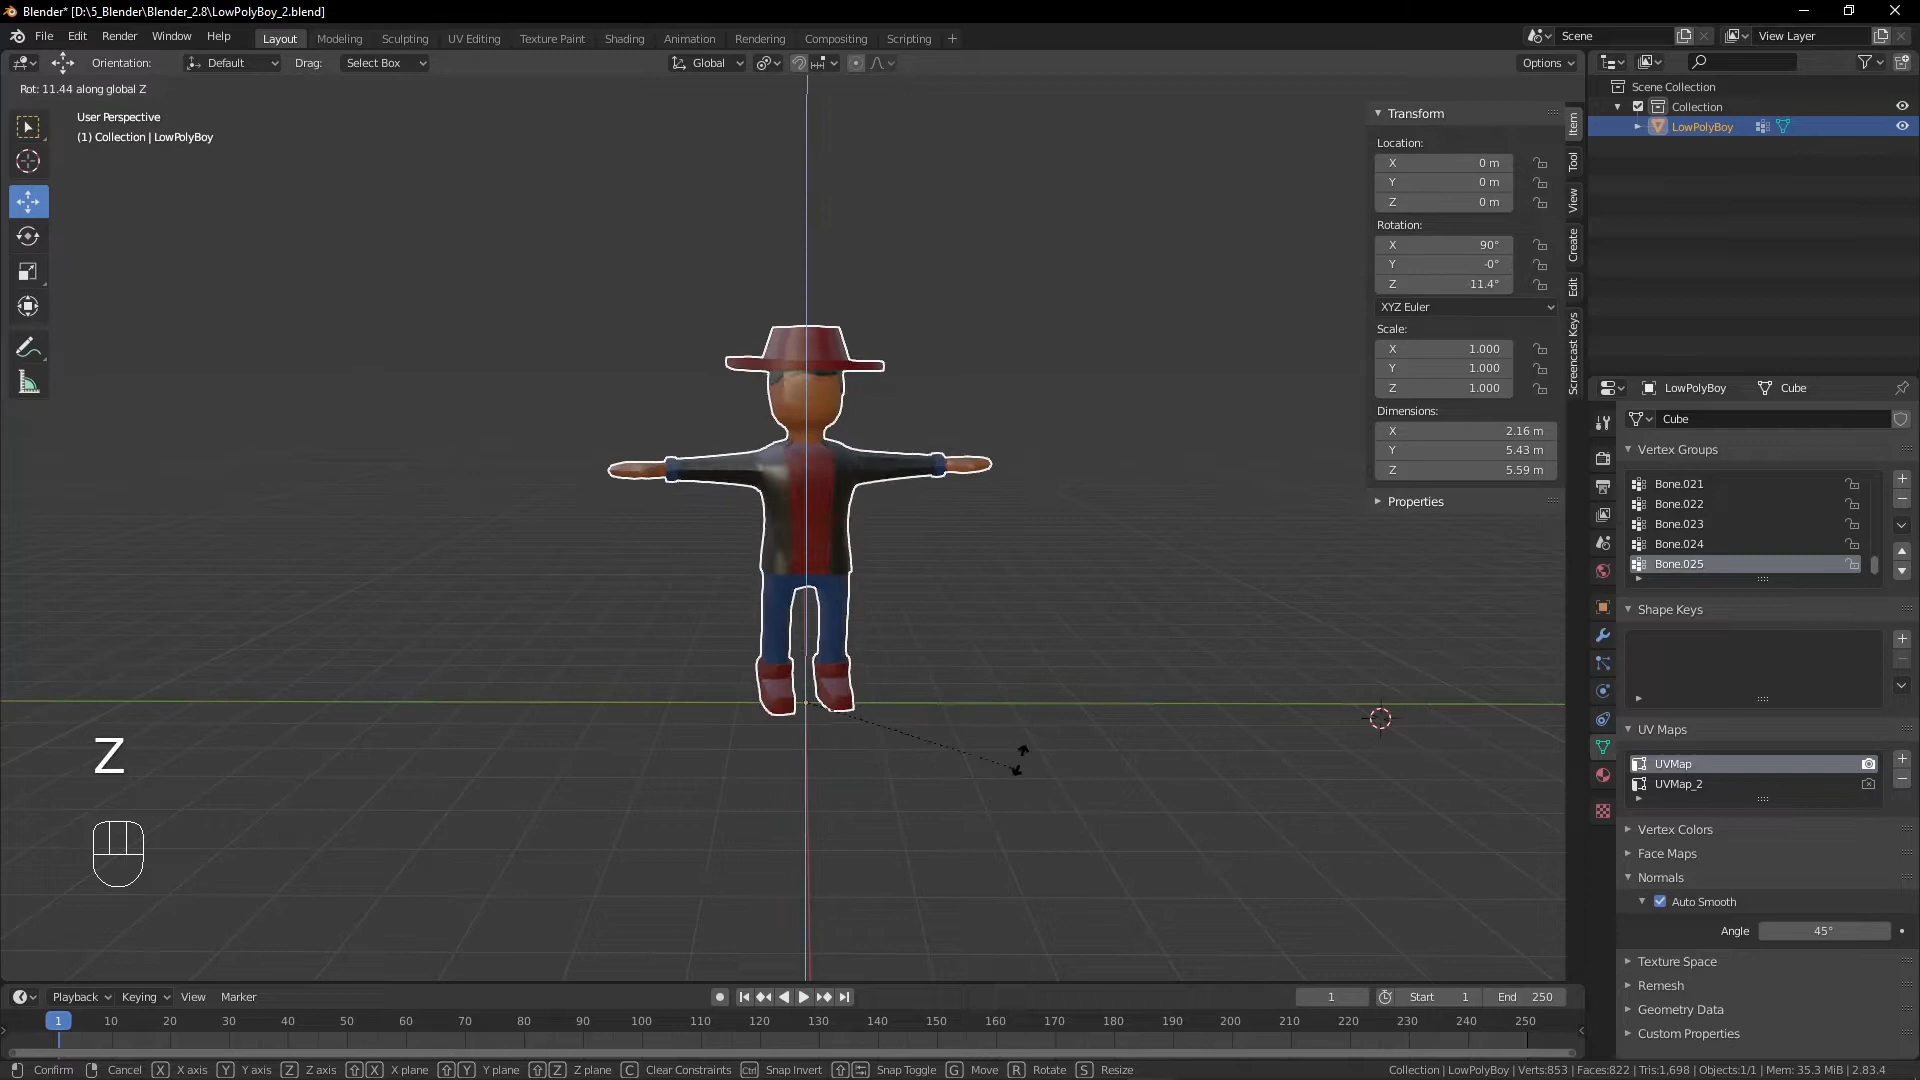 Blender* [D:\5_Blender\Blender_2.8\LowPolyBoy_2.blend]
File Edit Render Window Help Layout Modeling Sculpting UV Editing Texture Paint Shading Animation Rendering Compositing Scripting + Scene View Layer
Orientation: Default Drag: Select Box Global Options
Rot: 11.44 along global Z
User Perspective
(1) Collection | LowPolyBoy
Transform
Location:
X 0 m
Y 0 m
Z 0 m
Rotation:
X 90°
Y -0°
Z 11.4°
XYZ Euler
Scale:
X 1.000
Y 1.000
Z 1.000
Dimensions:
X 2.16 m
Y 5.43 m
Z 5.59 m
Properties
Item
Tool
View
Create
Edit
Screencast Keys
Scene Collection
Collection
LowPolyBoy
LowPolyBoy Cube
Cube
Vertex Groups
Bone.021
Bone.022
Bone.023
Bone.024
Bone.025
Shape Keys
UV Maps
UVMap
UVMap_2
Vertex Colors
Face Maps
Normals
Auto Smooth
Angle 45°
Texture Space
Remesh
Geometry Data
Custom Properties
Z
Playback Keying View Marker 1 Start 1 End 250
1 10 20 30 40 50 60 70 80 90 100 110 120 130 140 150 160 170 180 190 200 210 220 230 240 250
Confirm Cancel X X axis Y Y axis Z Z axis X X plane Y Y plane Z Z plane C Clear Constraints Ctrl Snap Invert Snap Toggle G Move R Rotate S Resize Collection | LowPolyBoy | Verts:853 | Faces:822 | Tris:1,698 | Objects:1/1 | Mem: 35.3 MiB | 2.83.4